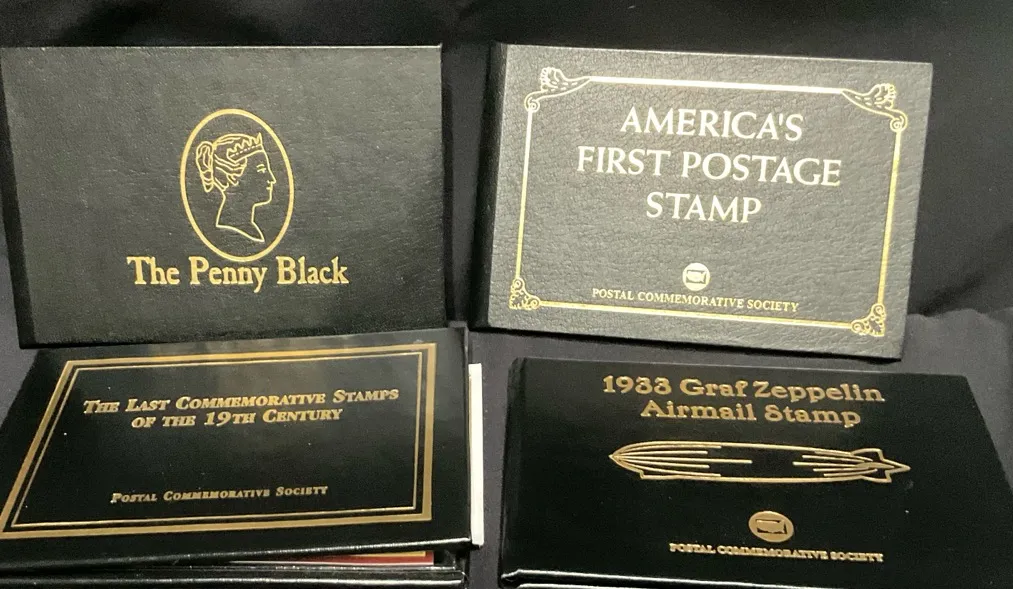 The Penny Black
AMERICA'S
FIRST POSTAGE
STAMP
POSTAL COMMEMORATIVE SOCIETY
THE LAST COMMEMORATIVE STAMPS
OF THE 19TH CENTURY
POSTAL COMMEMORATIVE SOCIETY
1933 Graf Zeppelin
Airmail Stamp
POSTAL COMMEMORATIVE SOCIETY